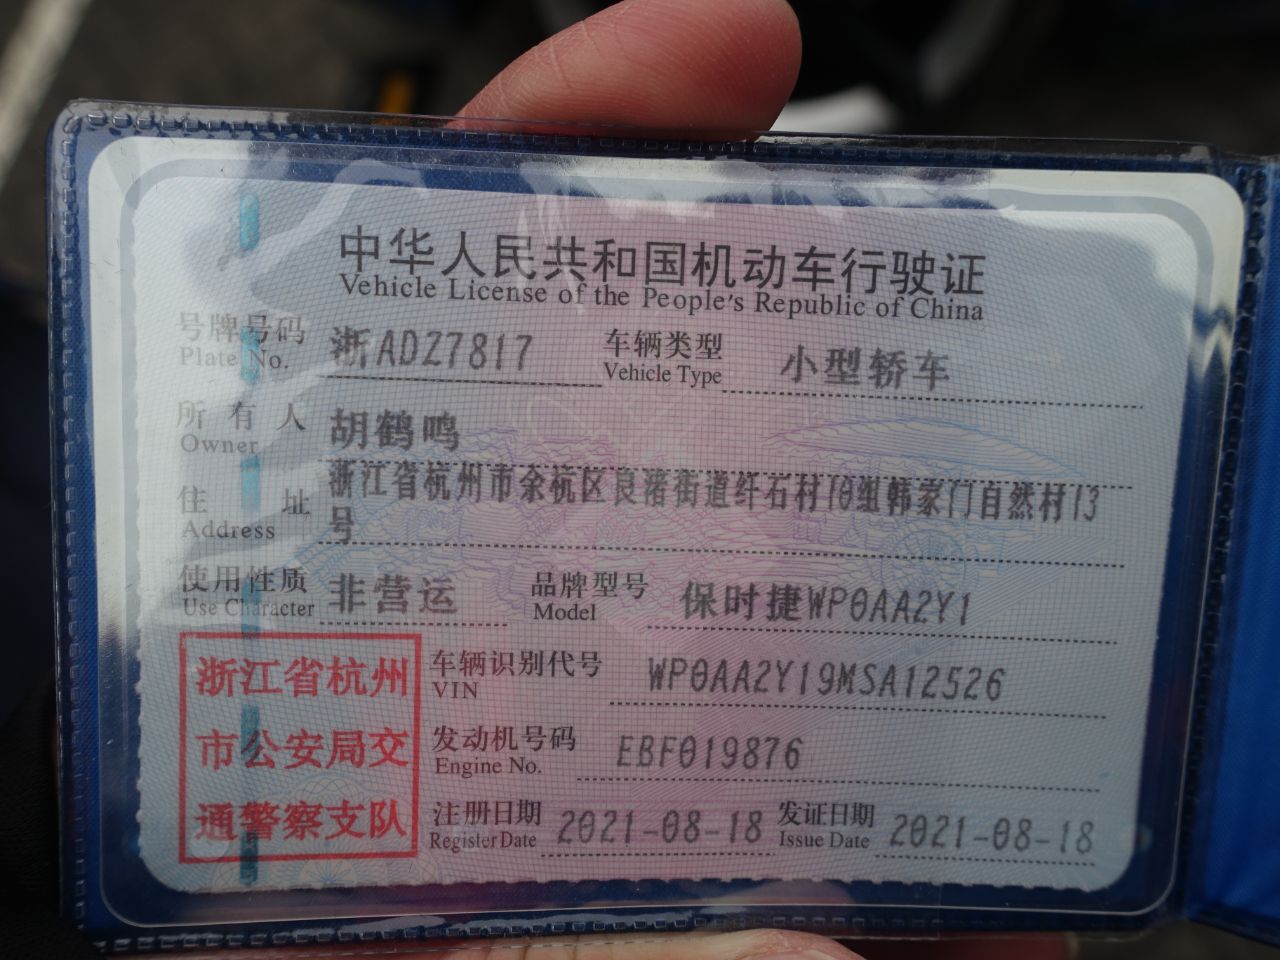 中华人民共和国机动车行驶证
Vehicle License of the People's Republic of China
号牌号码 浙ADZ7817 车辆类型 小型轿车
Plate No. Vehicle Type
所有人 胡鹤鸣
Owner
住址 浙江省杭州市余杭区良渚街道纤石村10组韩家门自然村13
Address 号
使用性质 非营运 品牌型号 保时捷WP0AA2Y1
Use Character Model
浙江省杭州
市公安局交
通警察支队
车辆识别代号 WP0AA2Y19MSA12526
VIN
发动机号码 EBF019876
Engine No.
注册日期 2021-08-18 发证日期 2021-08-18
Register Date Issue Date